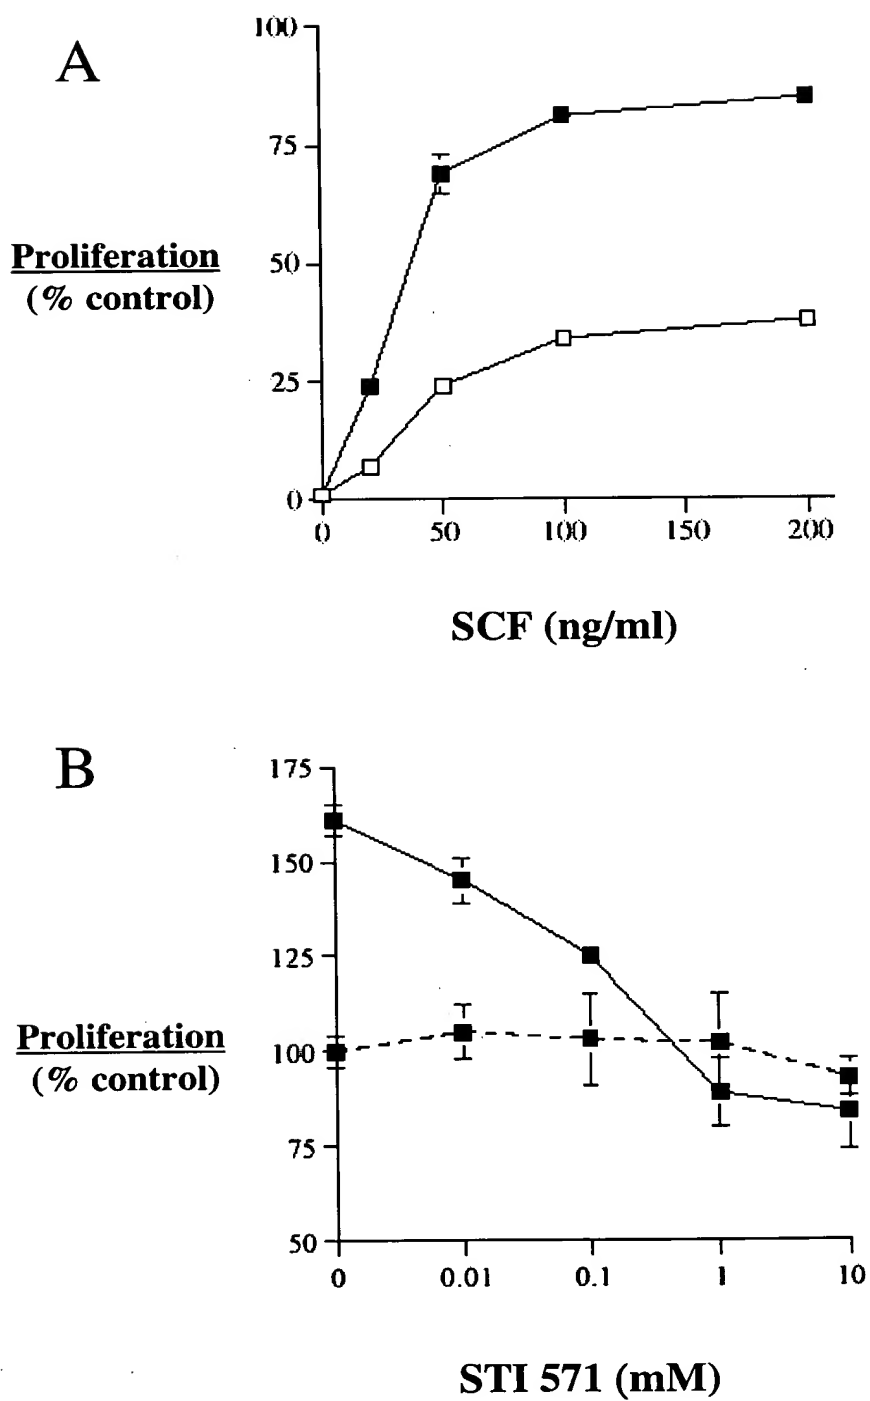 A
100
75
50
25
0
Proliferation
(% control)
0 50 100 150 200
SCF (ng/ml)
B
175
150
125
100
75
50
Proliferation
(% control)
0 0.01 0.1 1 10
STI 571 (mM)